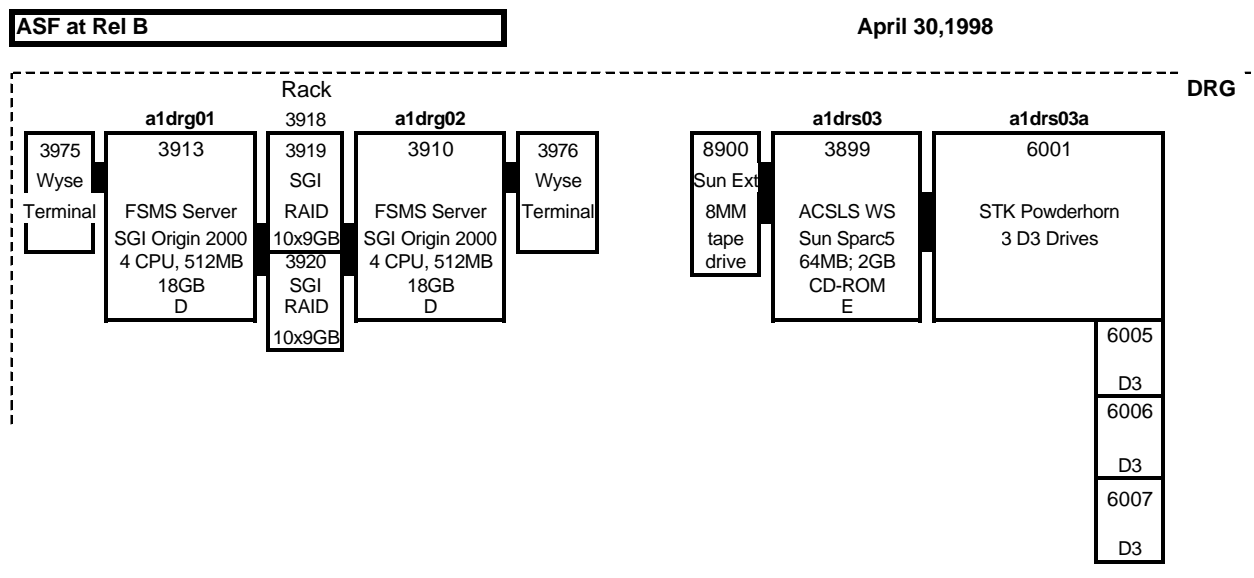 ASF at Rel B
April 30,1998
DRG
Rack
3918
a1drg01
a1drg02
a1drs03
a1drs03a
3975
Wyse
Terminal
3913
FSMS Server
SGI Origin 2000
4 CPU, 512MB
18GB
D
3919
SGI
RAID
10x9GB
3920
SGI
RAID
10x9GB
3910
FSMS Server
SGI Origin 2000
4 CPU, 512MB
18GB
D
3976
Wyse
Terminal
8900
Sun Ext
8MM
tape
drive
3899
ACSLS WS
Sun Sparc5
64MB; 2GB
CD-ROM
E
6001
STK Powderhorn
3 D3 Drives
6005
D3
6006
D3
6007
D3